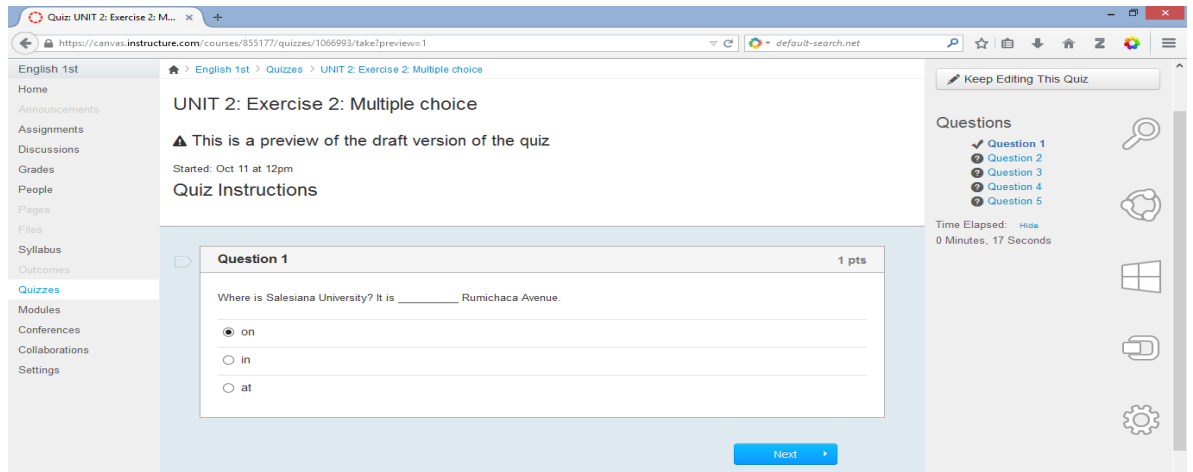 Quiz: UNIT 2: Exercise 2: M...
https://canvas.instructure.com/courses/855177/quizzes/1066993/take?preview=1
default-search.net
English 1st
Home
Announcements
Assignments
Discussions
Grades
People
Pages
Files
Syllabus
Outcomes
Quizzes
Modules
Conferences
Collaborations
Settings
English 1st > Quizzes > UNIT 2: Exercise 2: Multiple choice
UNIT 2: Exercise 2: Multiple choice
This is a preview of the draft version of the quiz
Started: Oct 11 at 12pm
Quiz Instructions
Question 1 1 pts
Where is Salesiana University? It is __________ Rumichaca Avenue.
on
in
at
Next
Keep Editing This Quiz
Questions
Question 1
Question 2
Question 3
Question 4
Question 5
Time Elapsed: Hide
0 Minutes, 17 Seconds